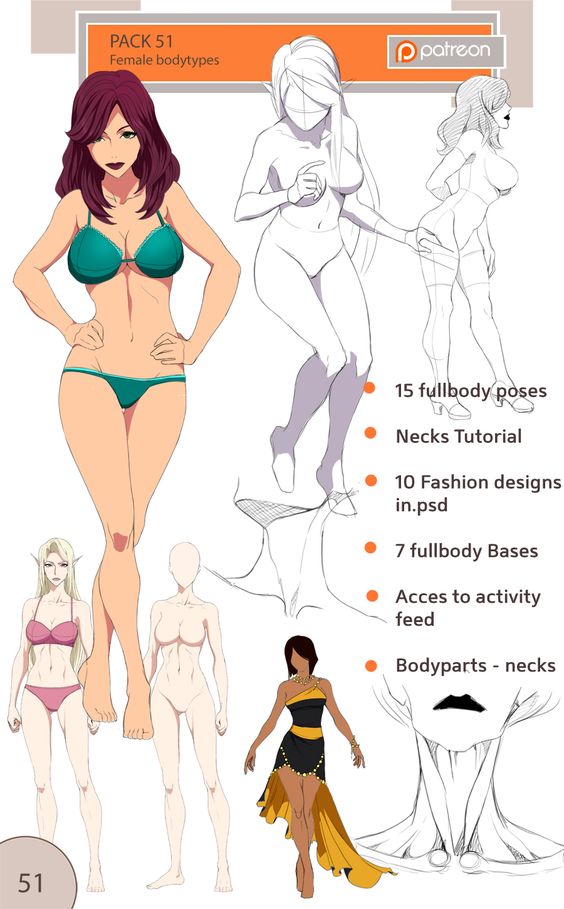 PACK 51
Female bodytypes
patreon
15 fullbody poses
Necks Tutorial
10 Fashion designs
in.psd
7 fullbody Bases
Acces to activity
feed
Bodyparts - necks
51